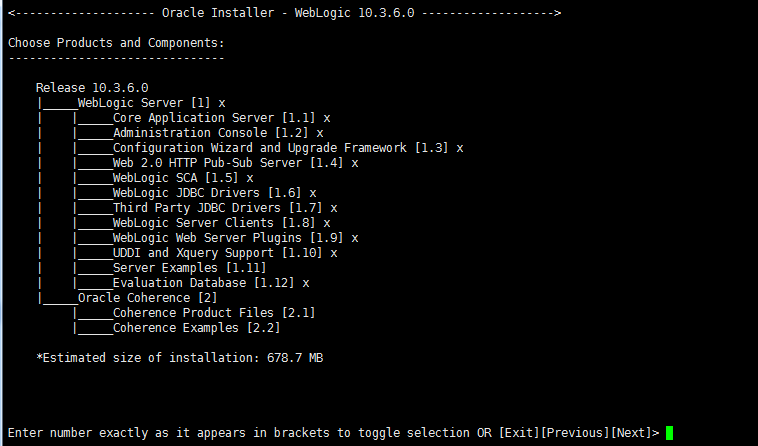 <-------------------- Oracle Installer - WebLogic 10.3.6.0 ------------------->
Choose Products and Components:
-------------------------------
Release 10.3.6.0
|_____WebLogic Server [1] x
|    |_____Core Application Server [1.1] x
|    |_____Administration Console [1.2] x
|    |_____Configuration Wizard and Upgrade Framework [1.3] x
|    |_____Web 2.0 HTTP Pub-Sub Server [1.4] x
|    |_____WebLogic SCA [1.5] x
|    |_____WebLogic JDBC Drivers [1.6] x
|    |_____Third Party JDBC Drivers [1.7] x
|    |_____WebLogic Server Clients [1.8] x
|    |_____WebLogic Web Server Plugins [1.9] x
|    |_____UDDI and Xquery Support [1.10] x
|    |_____Server Examples [1.11]
|    |_____Evaluation Database [1.12] x
|_____Oracle Coherence [2]
     |_____Coherence Product Files [2.1]
     |_____Coherence Examples [2.2]
*Estimated size of installation: 678.7 MB
Enter number exactly as it appears in brackets to toggle selection OR [Exit][Previous][Next]>